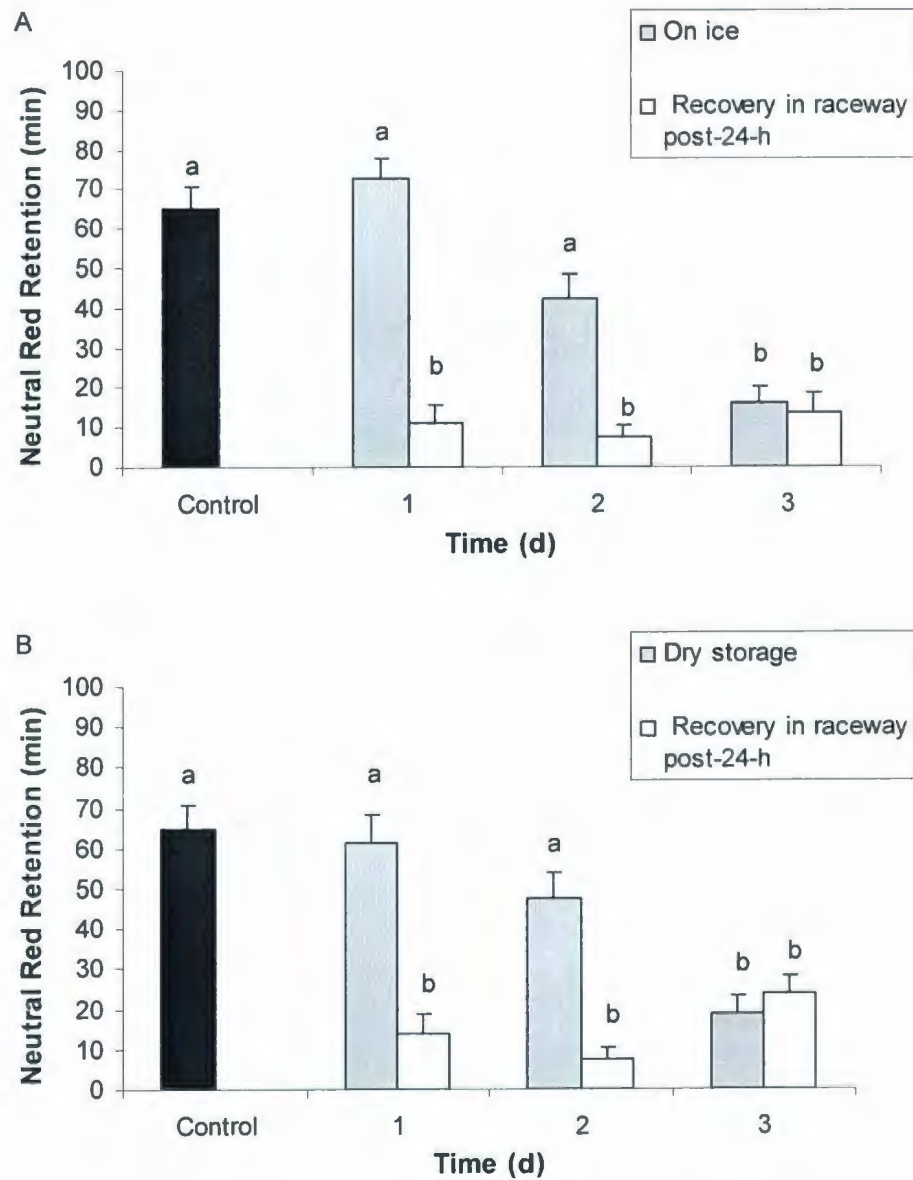 A
On ice
Recovery in raceway
post-24-h
Neutral Red Retention (min)
100
90
80
70
60
50
40
30
20
10
0
a
a
b
a
b
b
b
Control
1
2
3
Time (d)
B
Dry storage
Recovery in raceway
post-24-h
Neutral Red Retention (min)
100
90
80
70
60
50
40
30
20
10
0
a
a
b
a
b
b
b
Control
1
2
3
Time (d)